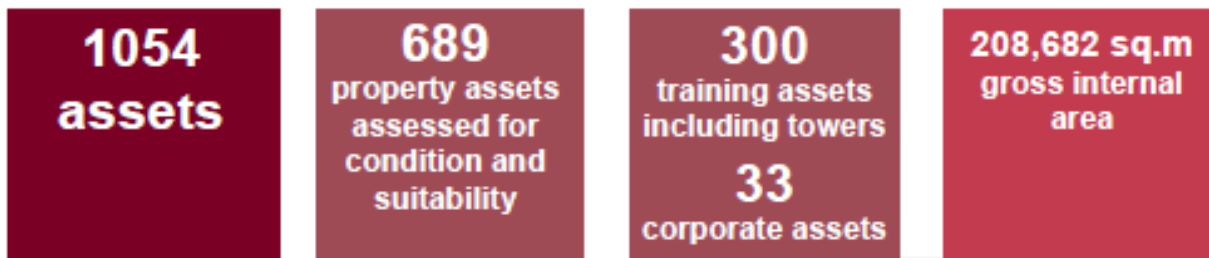 1054
assets
689
property assets
assessed for
condition and
suitability
300
training assets
including towers
33
corporate assets
208,682 sq.m
gross internal
area